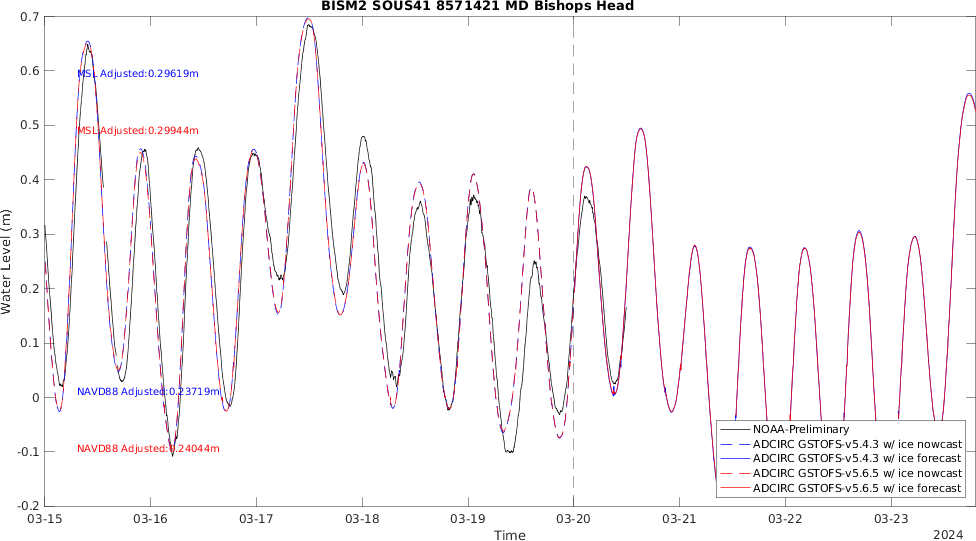 BISM2 SOUS41 8571421 MD Bishops Head
0.7
0.6
0.5
0.4
0.3
0.2
0.1
0
-0.1
-0.2
Water Level (m)
MSL Adjusted:0.29619m
MSL Adjusted:0.29944m
NAVD88 Adjusted:0.23719m
NAVD88 Adjusted:0.24044m
NOAA-Preliminary
ADCIRC GSTOFS-v5.4.3 w/ ice nowcast
ADCIRC GSTOFS-v5.4.3 w/ ice forecast
ADCIRC GSTOFS-v5.6.5 w/ ice nowcast
ADCIRC GSTOFS-v5.6.5 w/ ice forecast
03-15 03-16 03-17 03-18 03-19 03-20 03-21 03-22 03-23
Time
2024